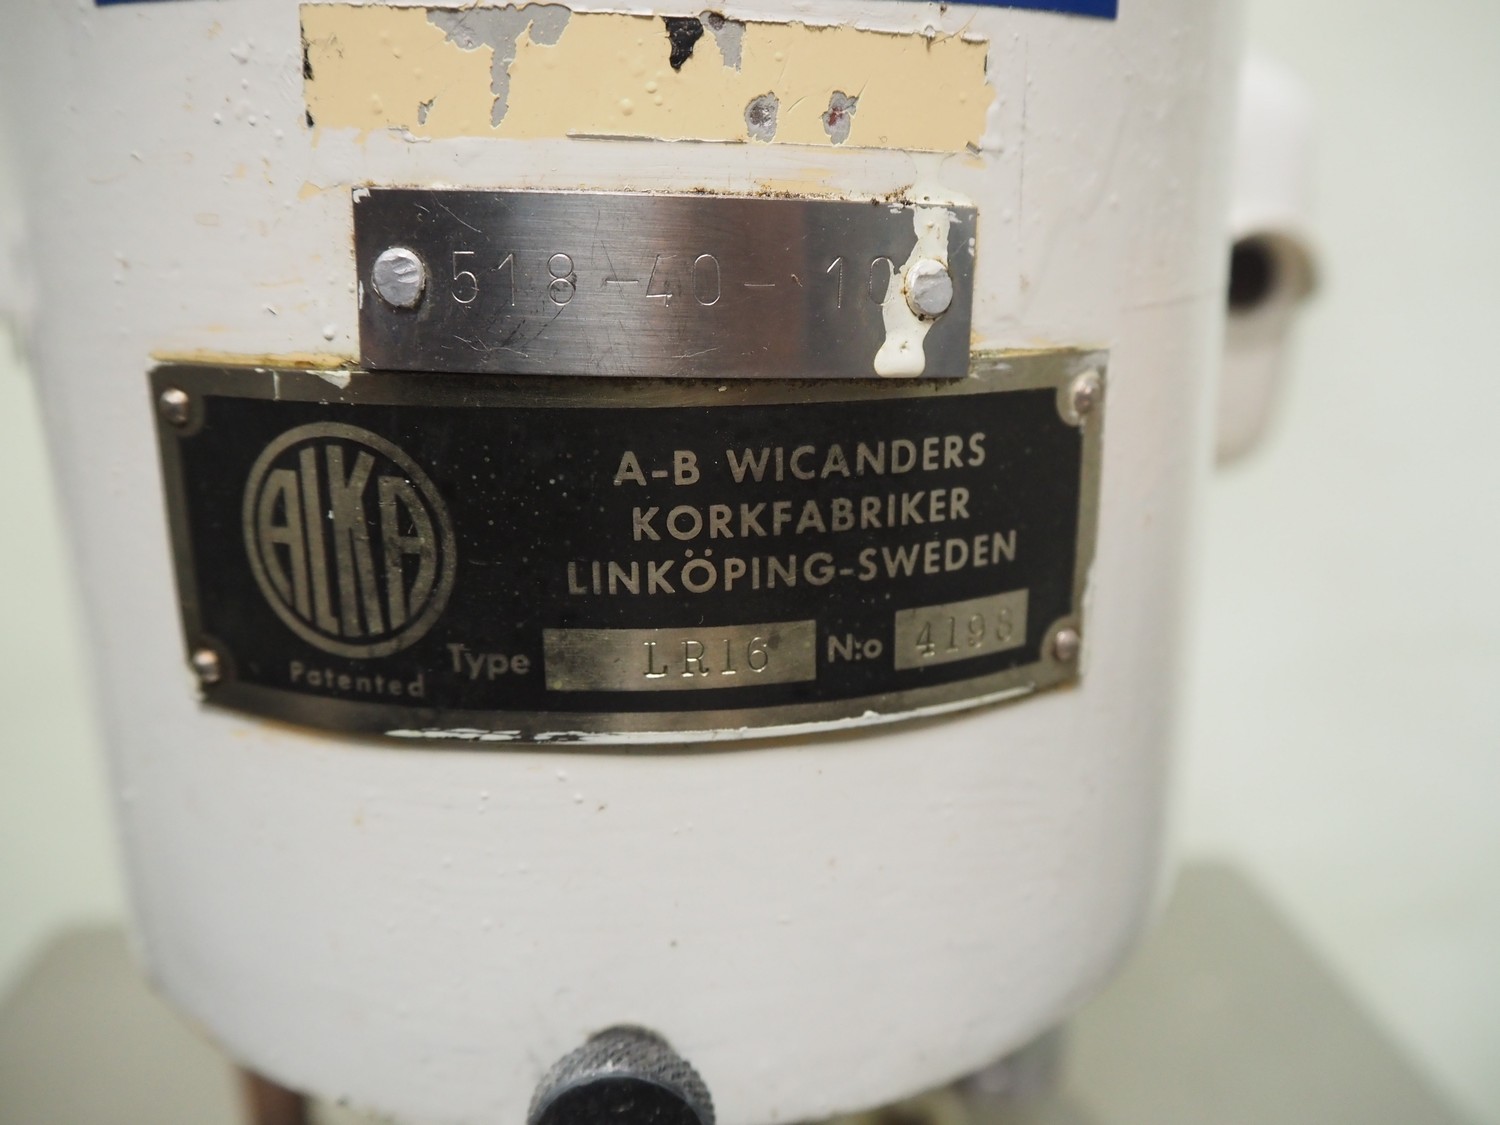 518-40-10
ALKA
A-B WICANDERS
KORKFABRIKER
LINKÖPING-SWEDEN
Type LR16 N:o 4198
Patented